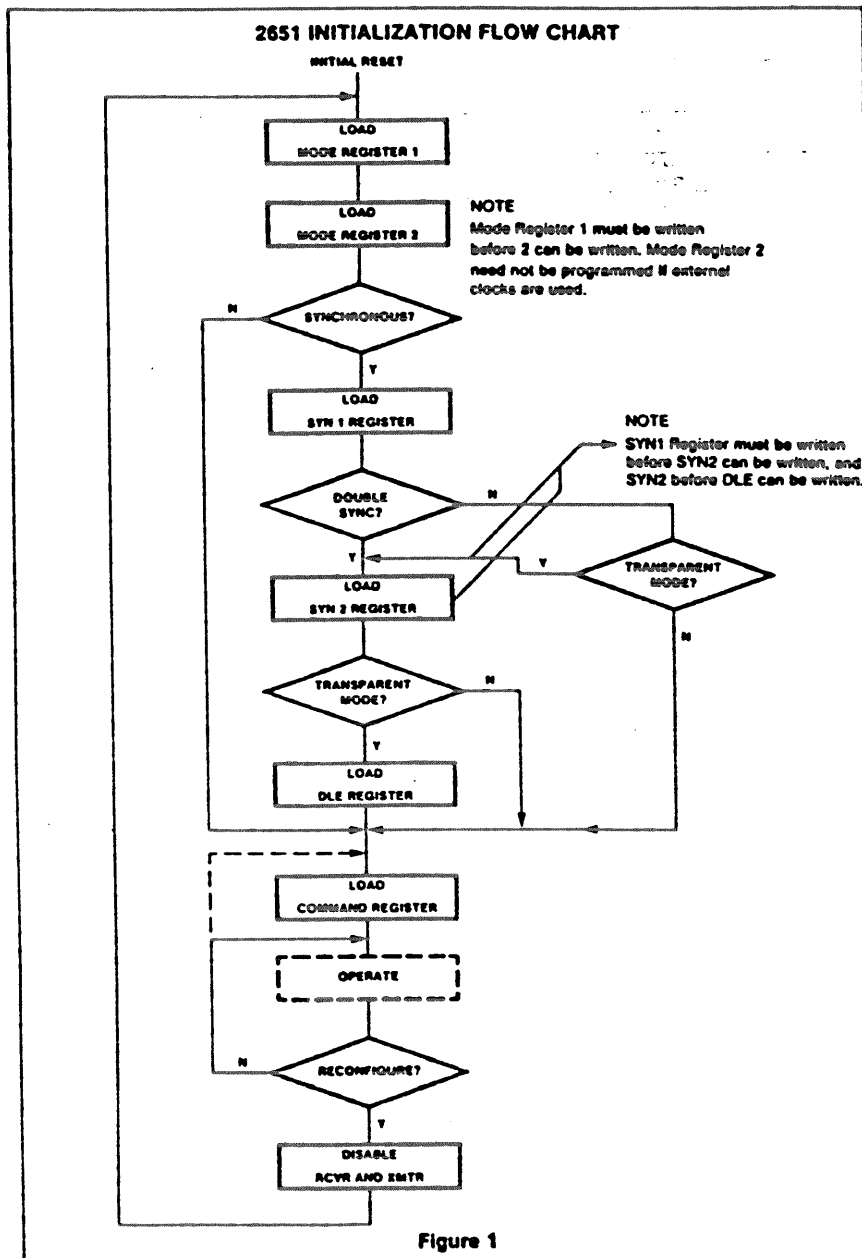 2651 INITIALIZATION FLOW CHART
INITIAL RESET
LOAD
MODE REGISTER 1
LOAD
MODE REGISTER 2
NOTE
Mode Register 1 must be written
before 2 can be written. Mode Register 2
need not be programmed if external
clocks are used.
N
SYNCHRONOUS?
Y
LOAD
SYN 1 REGISTER
NOTE
SYN1 Register must be written
before SYN2 can be written, and
SYN2 before DLE can be written.
DOUBLE
SYNC?
N
Y
Y
TRANSPARENT
MODE?
LOAD
SYN 2 REGISTER
N
TRANSPARENT
MODE?
N
Y
LOAD
DLE REGISTER
LOAD
COMMAND REGISTER
OPERATE
N
RECONFIGURE?
Y
DISABLE
RCVR AND XMTR
Figure 1